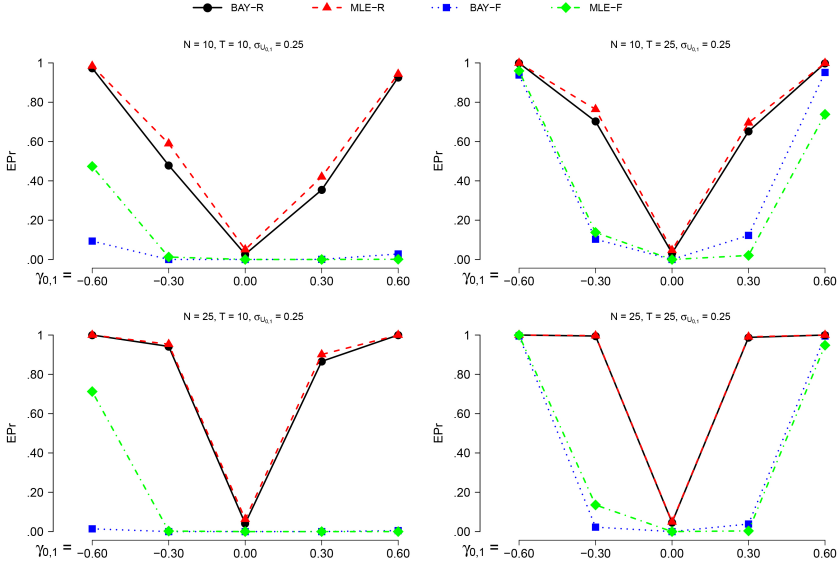 BAY−R MLE−R BAY−F MLE−F
N = 10, T = 10, σU0,1 = 0.25
1
.80
.60
.40
.20
.00
EPr
γ0,1 = −0.60 −0.30 0.00 0.30 0.60
N = 10, T = 25, σU0,1 = 0.25
1
.80
.60
.40
.20
.00
EPr
γ0,1 = −0.60 −0.30 0.00 0.30 0.60
N = 25, T = 10, σU0,1 = 0.25
1
.80
.60
.40
.20
.00
EPr
γ0,1 = −0.60 −0.30 0.00 0.30 0.60
N = 25, T = 25, σU0,1 = 0.25
1
.80
.60
.40
.20
.00
EPr
γ0,1 = −0.60 −0.30 0.00 0.30 0.60